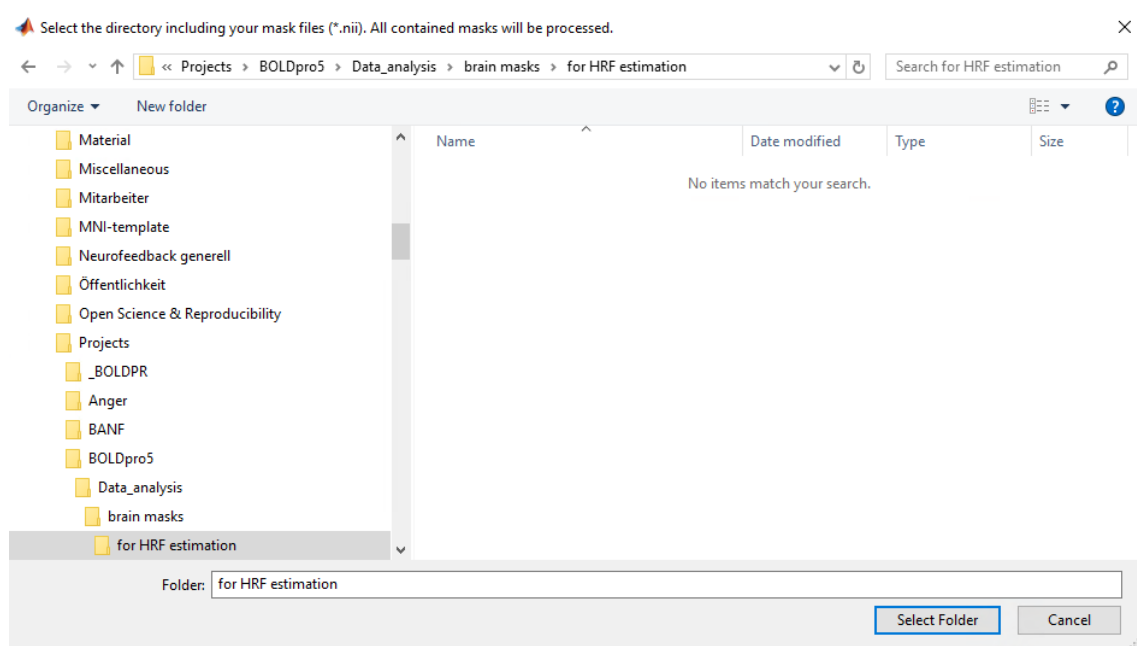 Select the directory including your mask files (*.nii). All contained masks will be processed.
« Projects > BOLDpro5 > Data_analysis > brain masks > for HRF estimation
Search for HRF estimation
Organize
New folder
?
Material
Miscellaneous
Mitarbeiter
MNI-template
Neurofeedback generell
Öffentlichkeit
Open Science & Reproducibility
Projects
_BOLDPR
Anger
BANF
BOLDpro5
Data_analysis
brain masks
for HRF estimation
Name Date modified Type Size
No items match your search.
Folder: for HRF estimation
Select Folder Cancel